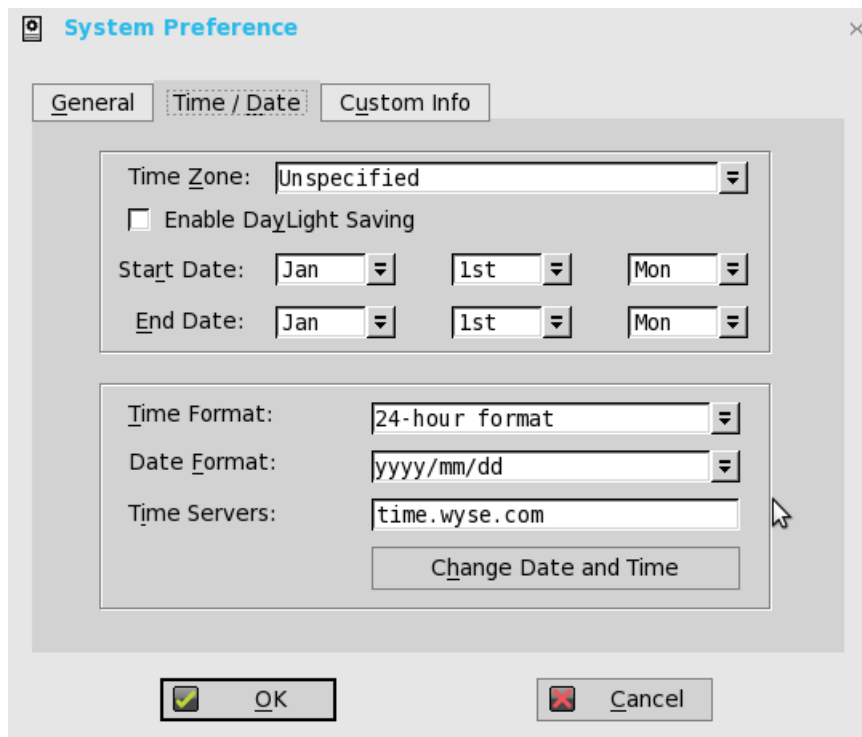 System Preference
General Time / Date Custom Info
Time Zone: Unspecified
Enable DayLight Saving
Start Date: Jan 1st Mon
End Date: Jan 1st Mon
Time Format: 24-hour format
Date Format: yyyy/mm/dd
Time Servers: time.wyse.com
Change Date and Time
OK Cancel